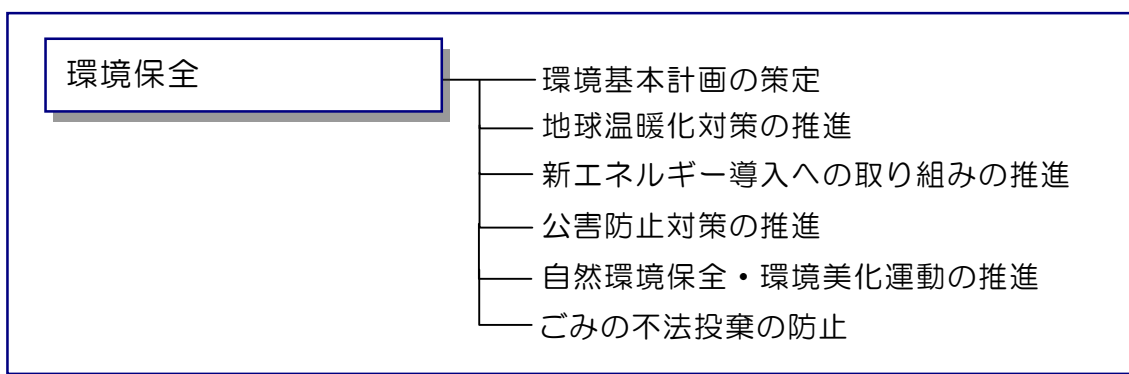 環境保全
環境基本計画の策定
地球温暖化対策の推進
新エネルギー導入への取り組みの推進
公害防止対策の推進
自然環境保全・環境美化運動の推進
ごみの不法投棄の防止